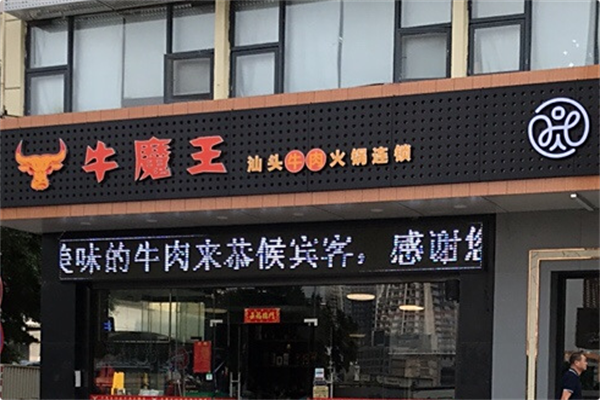 牛魔王 汕头牛肉火锅连锁
美味的牛肉来恭候宾客，感谢您